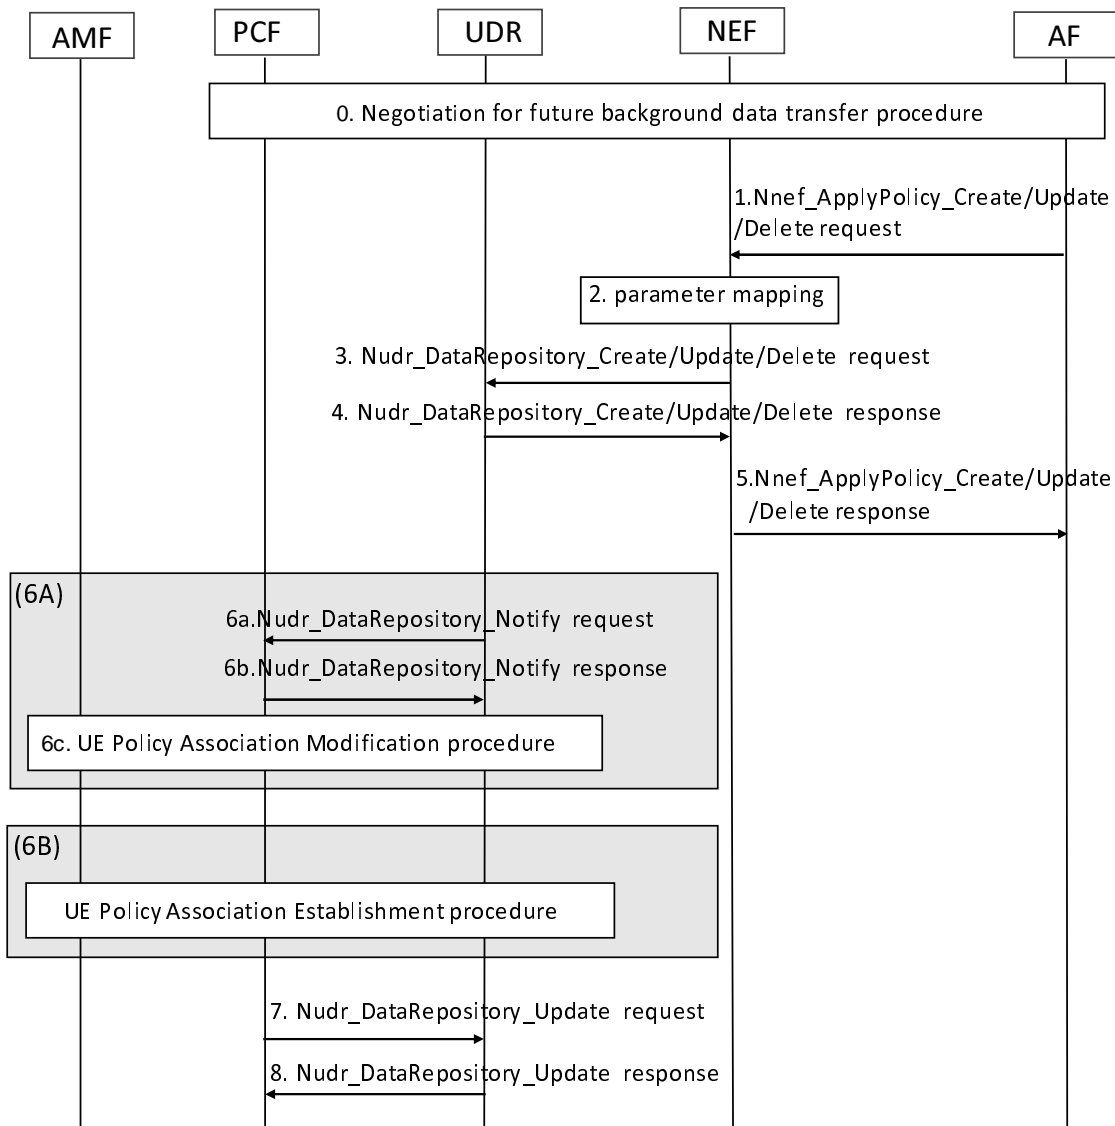 AMF PCF UDR NEF AF
0. Negotiation for future background data transfer procedure
1.Nnef_ApplyPolicy_Create/Update
/Delete request
2. parameter mapping
3. Nudr_DataRepository_Create/Update/Delete request
4. Nudr_DataRepository_Create/Update/Delete response
5.Nnef_ApplyPolicy_Create/Update
/Delete response
(6A)
6a.Nudr_DataRepository_Notify request
6b.Nudr_DataRepository_Notify response
6c. UE Policy Association Modification procedure
(6B)
UE Policy Association Establishment procedure
7. Nudr_DataRepository_Update request
8. Nudr_DataRepository_Update response